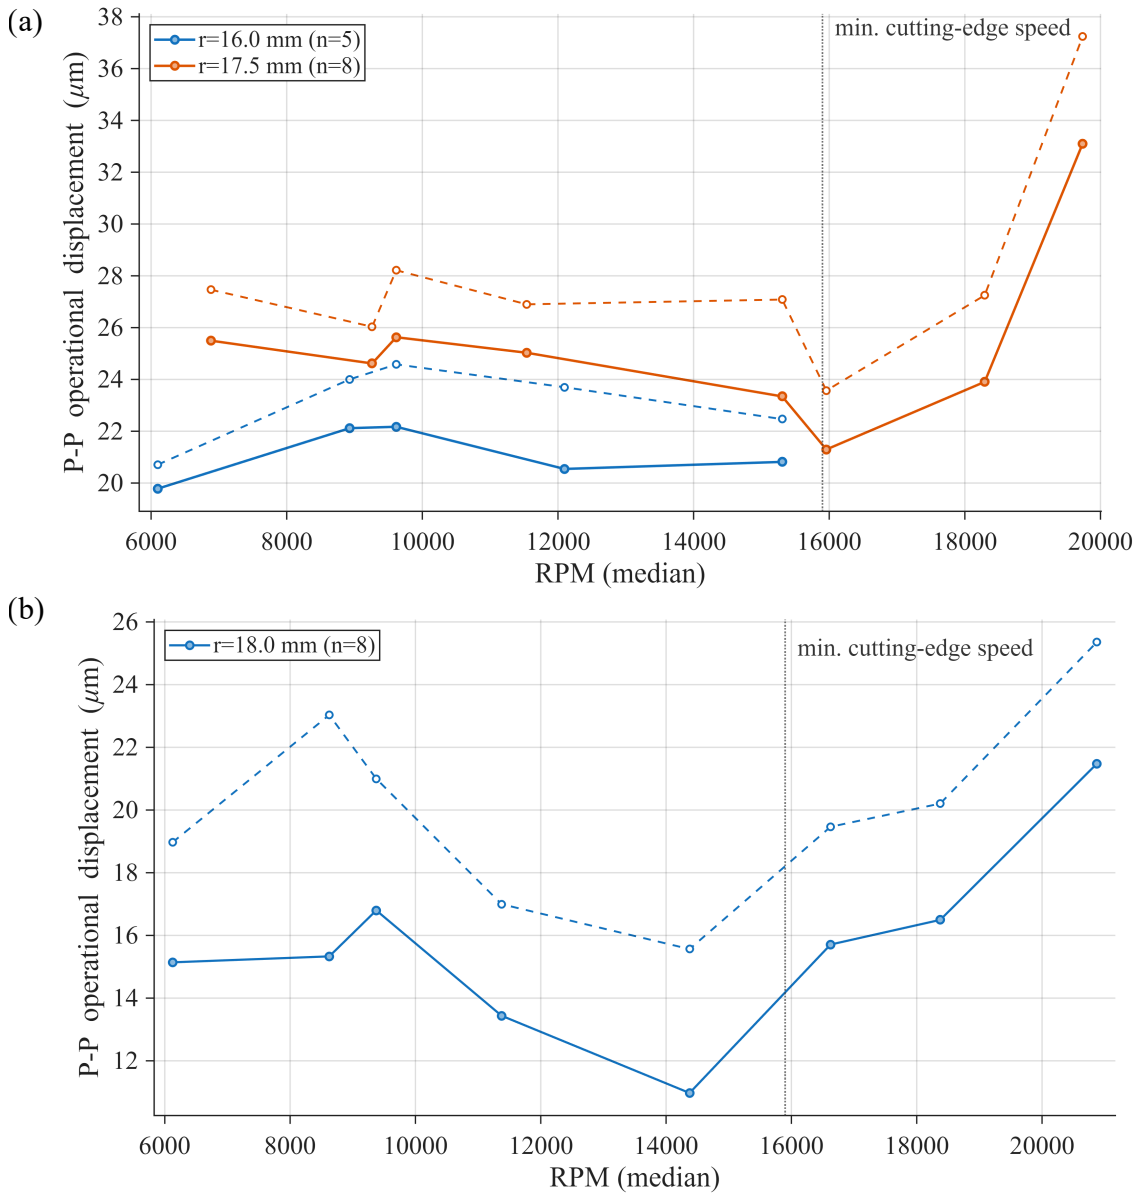 (a)
38
36
34
32
30
28
26
24
22
20
P-P operational displacement (μm)
r=16.0 mm (n=5)
r=17.5 mm (n=8)
min. cutting-edge speed
6000 8000 10000 12000 14000 16000 18000 20000
RPM (median)
(b)
26
24
22
20
18
16
14
12
P-P operational displacement (μm)
r=18.0 mm (n=8)
min. cutting-edge speed
6000 8000 10000 12000 14000 16000 18000 20000
RPM (median)